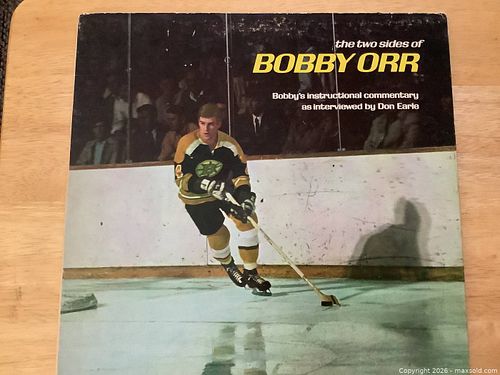 the two sides of
BOBBY ORR
Bobby's instructional commentary
as interviewed by Don Earle
Copyright 2026 - maxsold.com